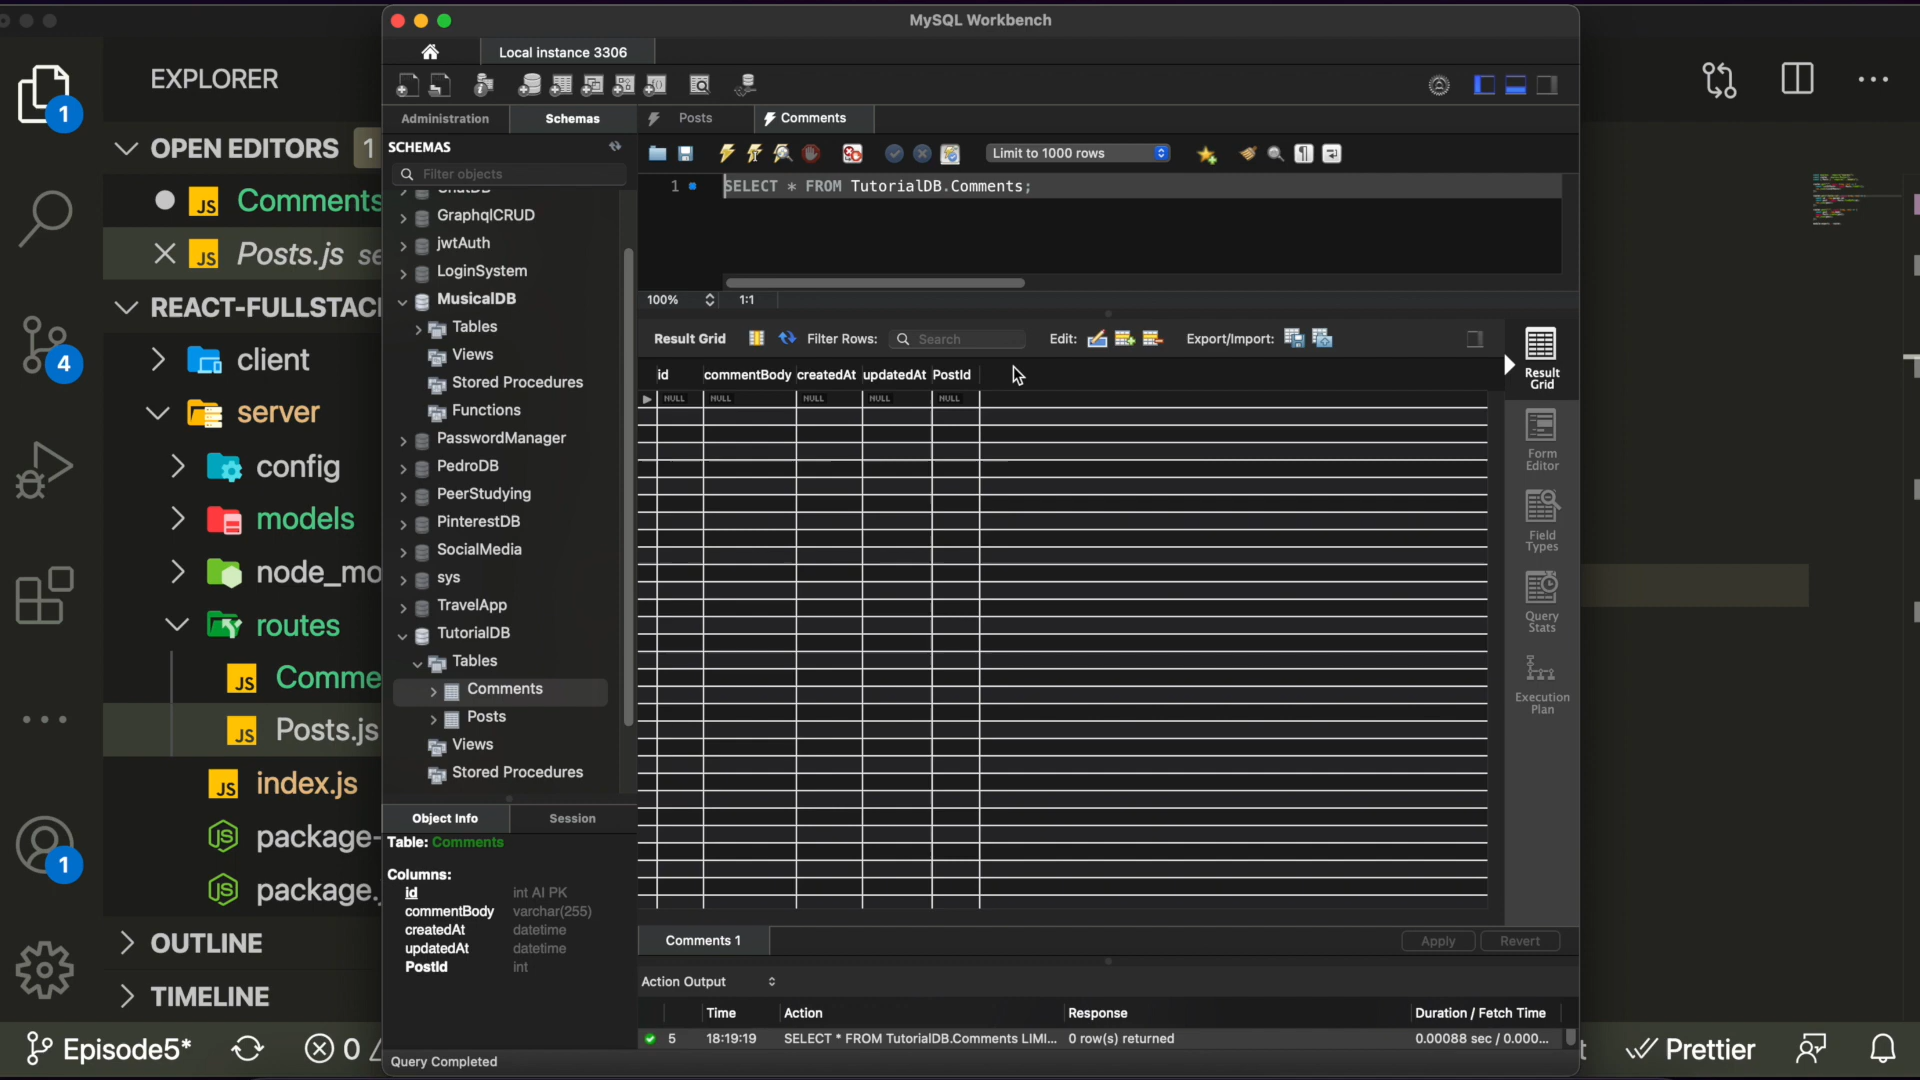 MySQL Workbench
Local instance 3306
EXPLORER
1
OPEN EDITORS 1
Comments
Posts.js se
REACT-FULLSTAC
client
4
server
config
models
node_mo
routes
Comme
Posts.js
index.js
package-
1
package.
OUTLINE
TIMELINE
Episode5*
0
Administration Schemas
SCHEMAS
Filter objects
ChatDB
GraphqlCRUD
jwtAuth
LoginSystem
MusicalDB
Tables
Views
Stored Procedures
Functions
PasswordManager
PedroDB
PeerStudying
PinterestDB
SocialMedia
sys
TravelApp
TutorialDB
Tables
Comments
Posts
Views
Stored Procedures
Object Info Session
Table: Comments
Columns:
id int AI PK
commentBody varchar(255)
createdAt datetime
updatedAt datetime
PostId int
Query Completed
Posts Comments
Limit to 1000 rows
1 SELECT * FROM TutorialDB.Comments;
100% 1:1
Result Grid Filter Rows: Search Edit: Export/Import:
id commentBody createdAt updatedAt PostId
NULL NULL NULL NULL NULL
Result
Grid
Form
Editor
Field
Types
Query
Stats
Execution
Plan
Comments 1 Apply Revert
Action Output
Time Action Response Duration / Fetch Time
5 18:19:19 SELECT * FROM TutorialDB.Comments LIMI... 0 row(s) returned 0.00088 sec / 0.000...
t Prettier